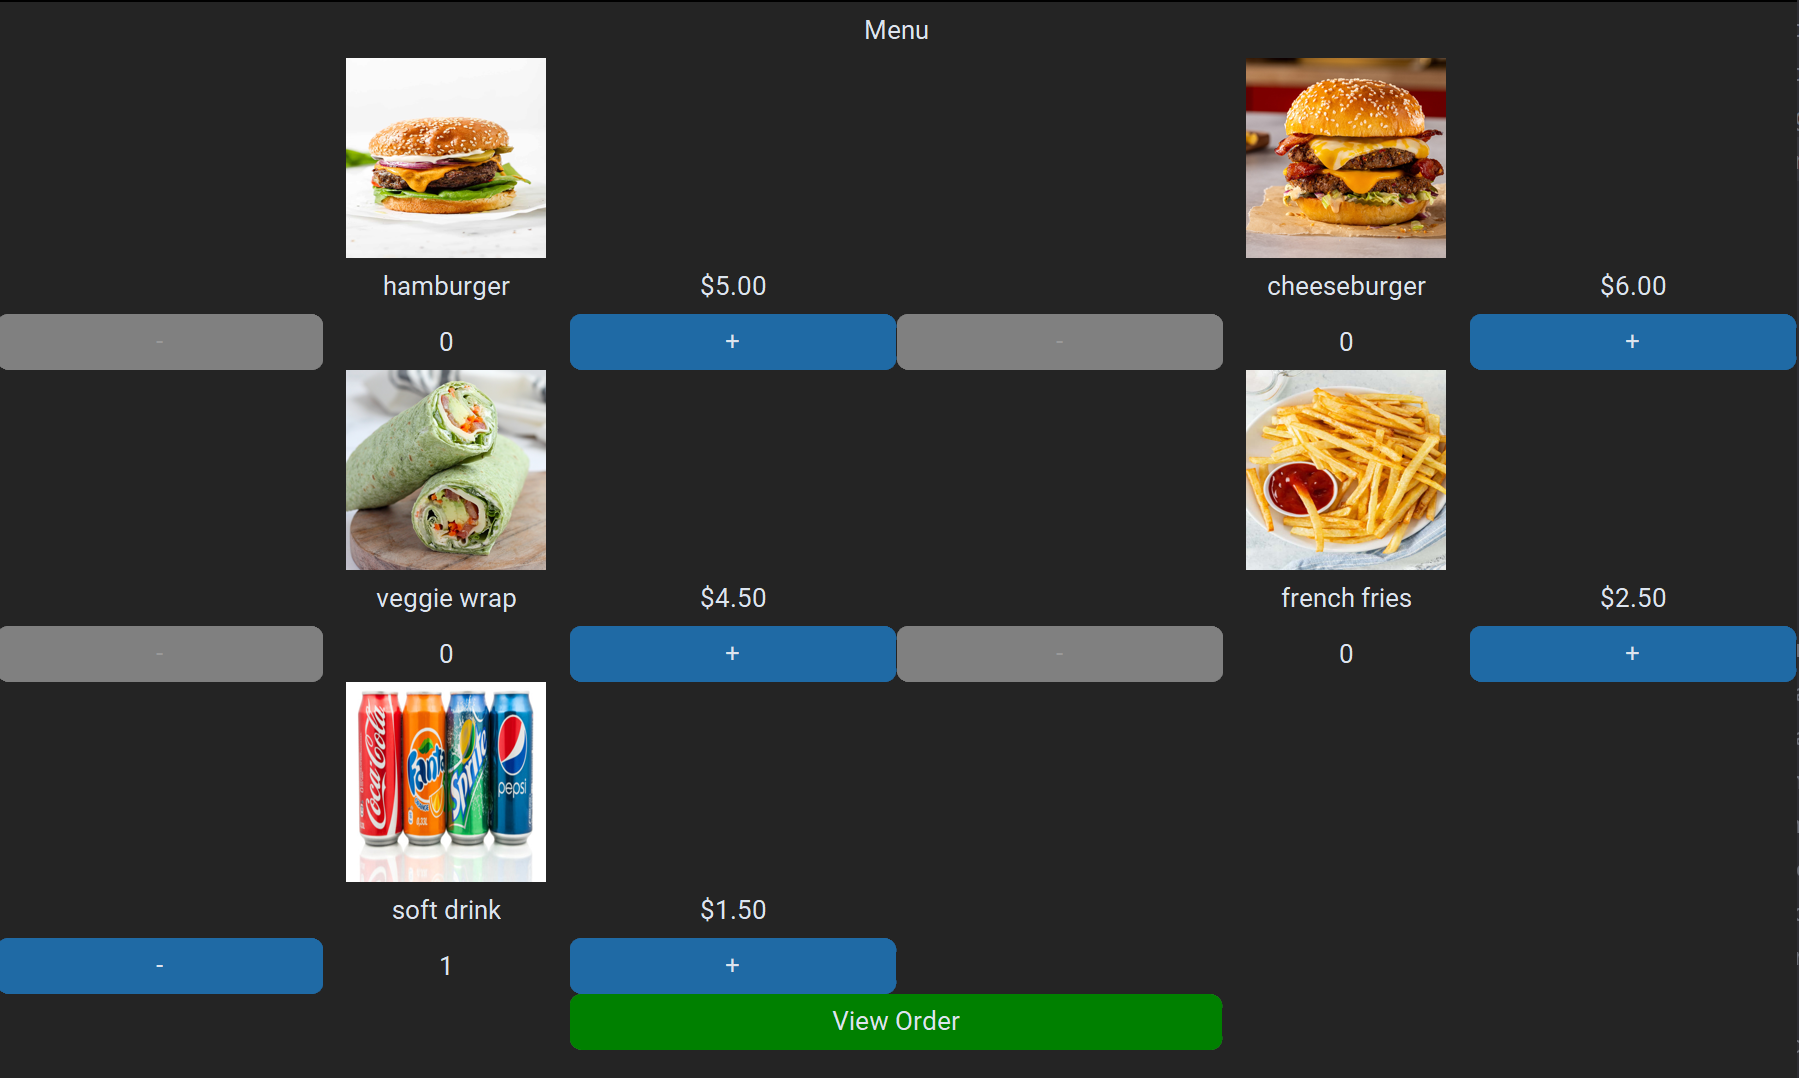 Menu
hamburger $5.00 cheeseburger $6.00
- 0 + - 0 +
veggie wrap $4.50 french fries $2.50
- 0 + - 0 +
Coca-Cola Fanta Sprite pepsi
soft drink $1.50
- 1 +
View Order